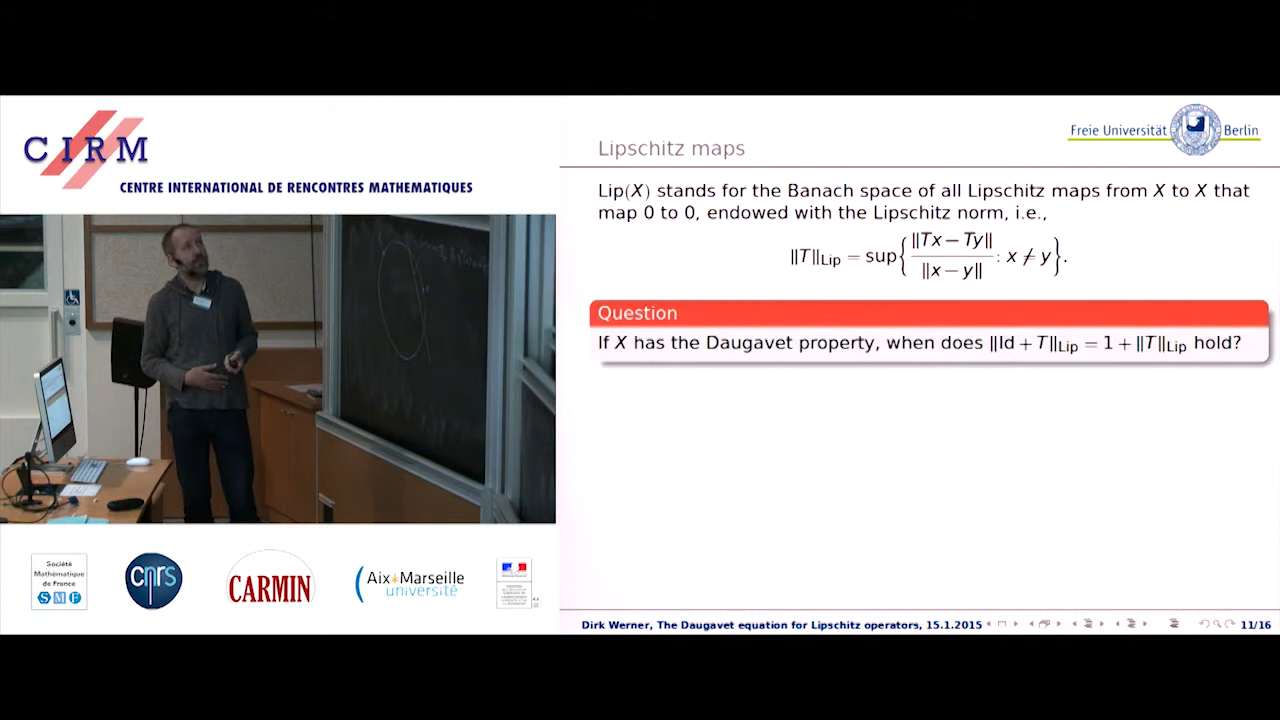 CIRM
CENTRE INTERNATIONAL DE RENCONTRES MATHEMATIQUES
Société
Mathématique
de France
SMF
cnrs
CARMIN
Aix*Marseille
université
Freie Universität Berlin
Lipschitz maps
Lip(X) stands for the Banach space of all Lipschitz maps from X to X that
map 0 to 0, endowed with the Lipschitz norm, i.e.,
‖T‖Lip = sup{‖Tx − Ty‖ / ‖x − y‖ : x ≠ y}.
Question
If X has the Daugavet property, when does ‖Id + T‖Lip = 1 + ‖T‖Lip hold?
Dirk Werner, The Daugavet equation for Lipschitz operators, 15.1.2015
11/16